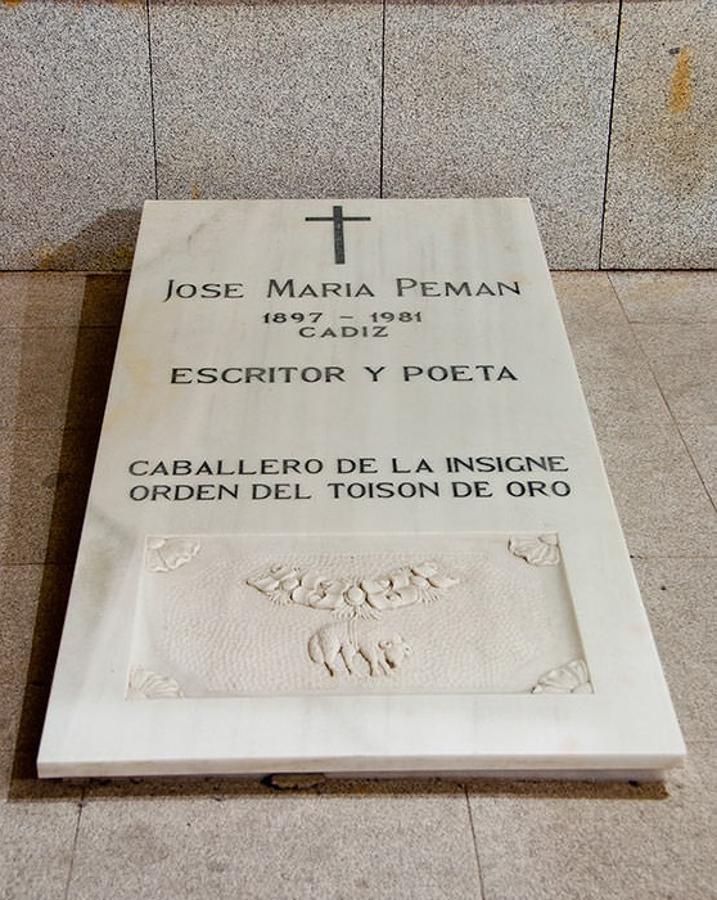 JOSE MARIA PEMAN
1897 - 1981
CADIZ
ESCRITOR Y POETA
CABALLERO DE LA INSIGNE
ORDEN DEL TOISON DE ORO